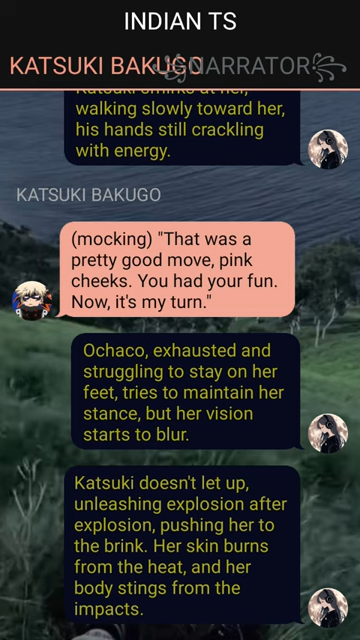 INDIAN TS
KATSUKI BAKUGO
NARRATOR
Katsuki smirks at her,
walking slowly toward her,
his hands still crackling
with energy.
KATSUKI BAKUGO
(mocking) "That was a
pretty good move, pink
cheeks. You had your fun.
Now, it's my turn."
Ochaco, exhausted and
struggling to stay on her
feet, tries to maintain her
stance, but her vision
starts to blur.
Katsuki doesn't let up,
unleashing explosion after
explosion, pushing her to
the brink. Her skin burns
from the heat, and her
body stings from the
impacts.